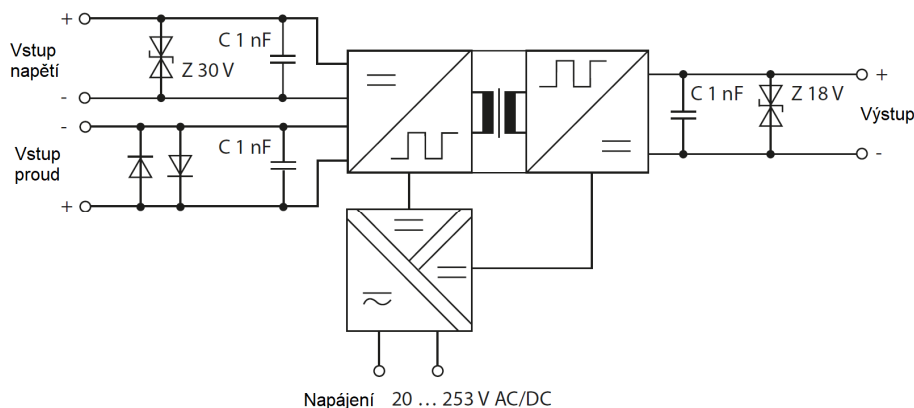 +
Vstup
napětí
-
C 1 nF
Z 30 V
-
Vstup
proud
+
C 1 nF
C 1 nF
Z 18 V
+
Výstup
-
Napájení 20 ... 253 V AC/DC